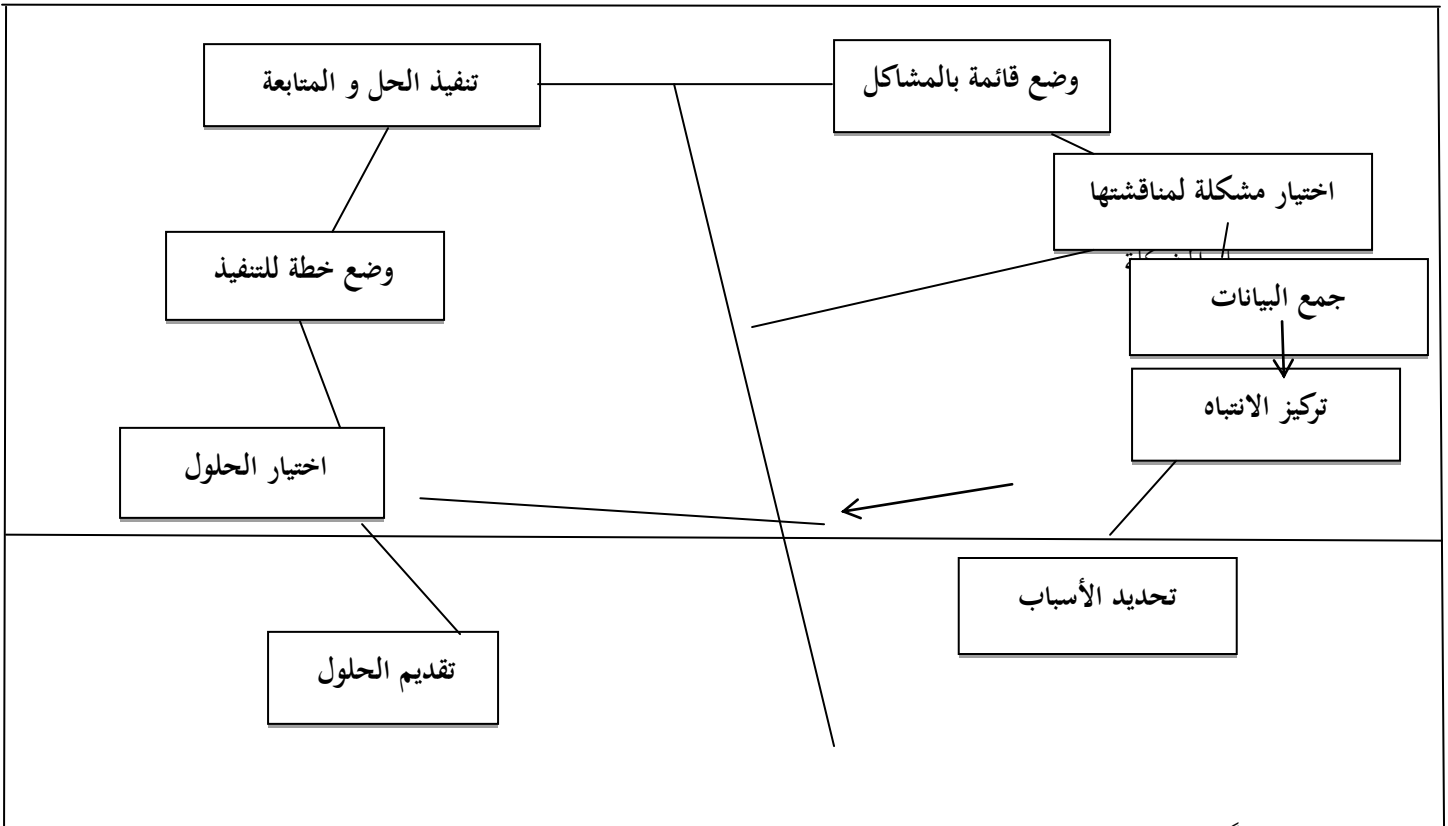 وضع قائمة بالمشاكل
تنفيذ الحل و المتابعة
اختيار مشكلة لمناقشتها
وضع خطة للتنفيذ
جمع البيانات
تركيز الانتباه
اختيار الحلول
تحديد الأسباب
تقديم الحلول